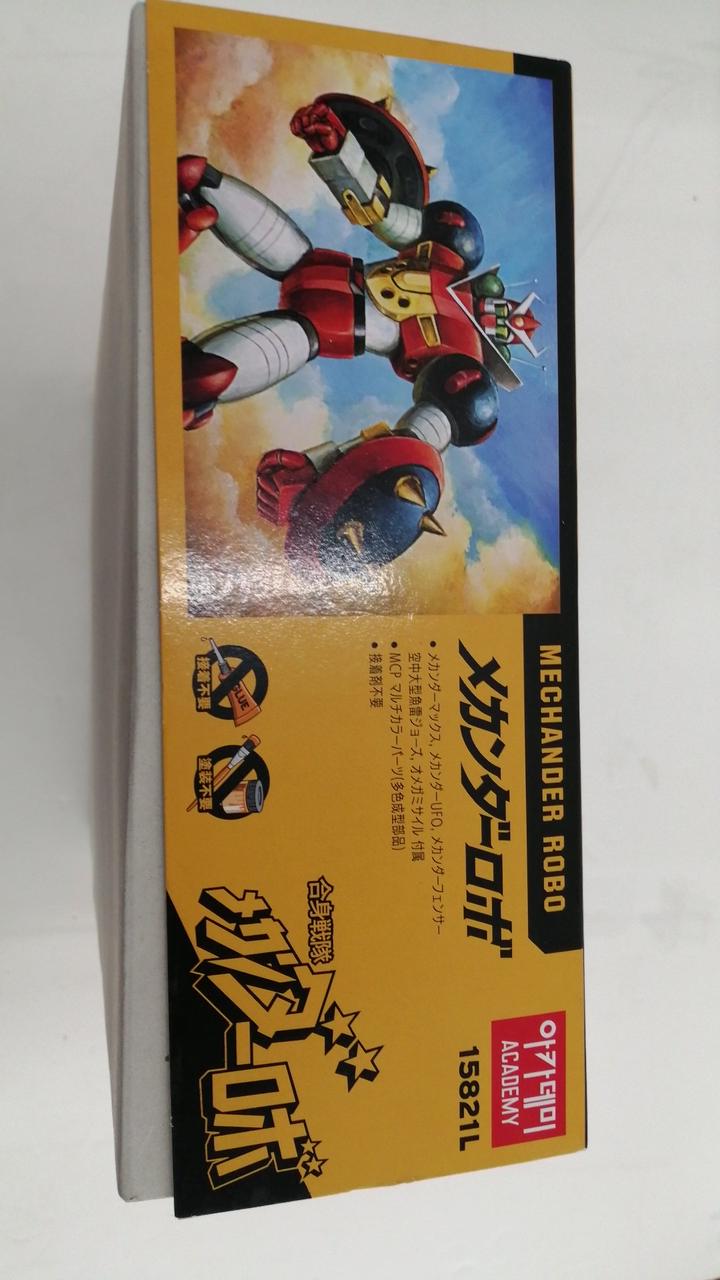 MECHANDER ROBO
メカンダーロボ
• メカンダーマックス, メカンダーUFO, メカンダーフェンサー
空中大型魚雷ジョーズ, オメガミサイル 付属
• MCP マルチカラーパーツ(多色成型部品)
• 接着剤不要
GLUE
接着不要
塗装不要
合身戦隊
メカンダーロボ
아카데미
ACADEMY
15821L